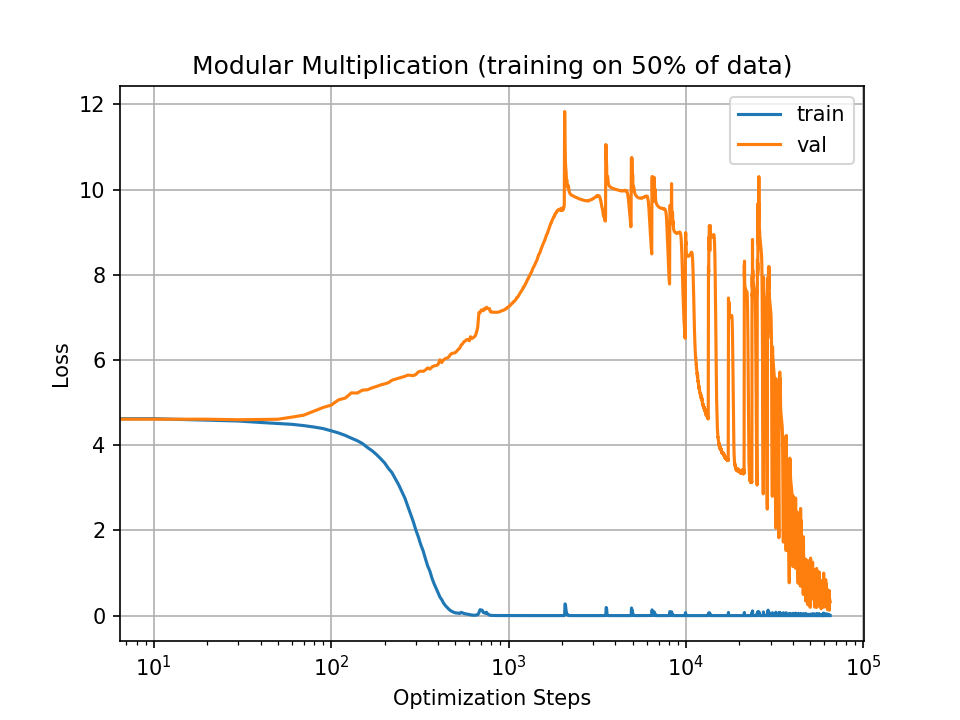 Modular Multiplication (training on 50% of data)
train
val
12
10
8
6
4
2
0
Loss
10¹
10²
10³
10⁴
10⁵
Optimization Steps